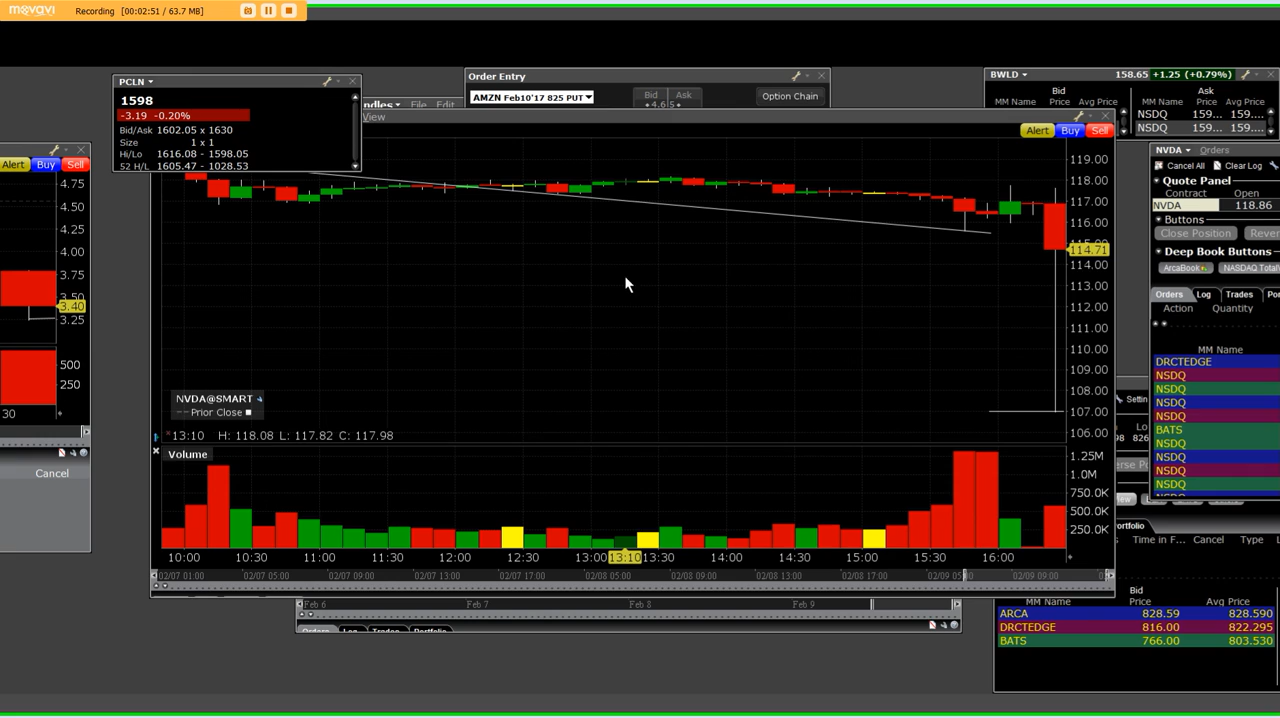 movavi Recording (00:02:51 / 63.7 MB)
PCLN
1598
-3.19 -0.20%
Bid/Ask 1602.05 x 1630
Size 1 x 1
Hi/Lo 1616.08 - 1598.05
52 H/L 1605.47 - 1028.53
Order Entry
AMZN Feb10'17 825 PUT
Bid Ask
Option Chain
ndles File Edit
View
Alert Buy Sell
BWLD 158.65 +1.25 (+0.79%)
Bid Ask
MM Name Price Avg Price MM Name Price Avg Price
NSDQ 159... 159....
NSDQ 159... 159....
Alert Buy Sell
4.75
4.50
4.25
4.00
3.75
3.50
3.40
3.25
500
250
30
Cancel
119.00
118.00
117.00
116.00
115.00
114.71
114.00
113.00
112.00
111.00
110.00
109.00
108.00
107.00
106.00
NVDA@SMART
Prior Close
13:10 H: 118.08 L: 117.82 C: 117.98
Volume
1.25M
1.0M
750.0K
500.0K
250.0K
10:00 10:30 11:00 11:30 12:00 12:30 13:00 13:10 13:30 14:00 14:30 15:00 15:30 16:00
02/07 01:00 02/07 05:00 02/07 09:00 02/07 13:00 02/07 17:00 02/08 05:00 02/08 09:00 02/08 13:00 02/08 17:00 02/09 05:00 02/09 09:00
Feb 6 Feb 7 Feb 8 Feb 9
Orders Log Trades Portfolio
NVDA Orders
Cancel All Clear Log
Quote Panel
Contract Open
NVDA 118.86
Buttons
Close Position Rever
Deep Book Buttons
ArcaBook NASDAQ TotalV
Orders Log Trades Por
Action Quantity
MM Name
DRCTEDGE
NSDQ
NSDQ
NSDQ
NSDQ
BATS
NSDQ
NSDQ
NSDQ
NSDQ
Settin
ortfolio
Time in F... Cancel Accou
Bid
MM Name Price Avg Price
ARCA 828.59 828.590
DRCTEDGE 816.00 822.295
BATS 766.00 803.530